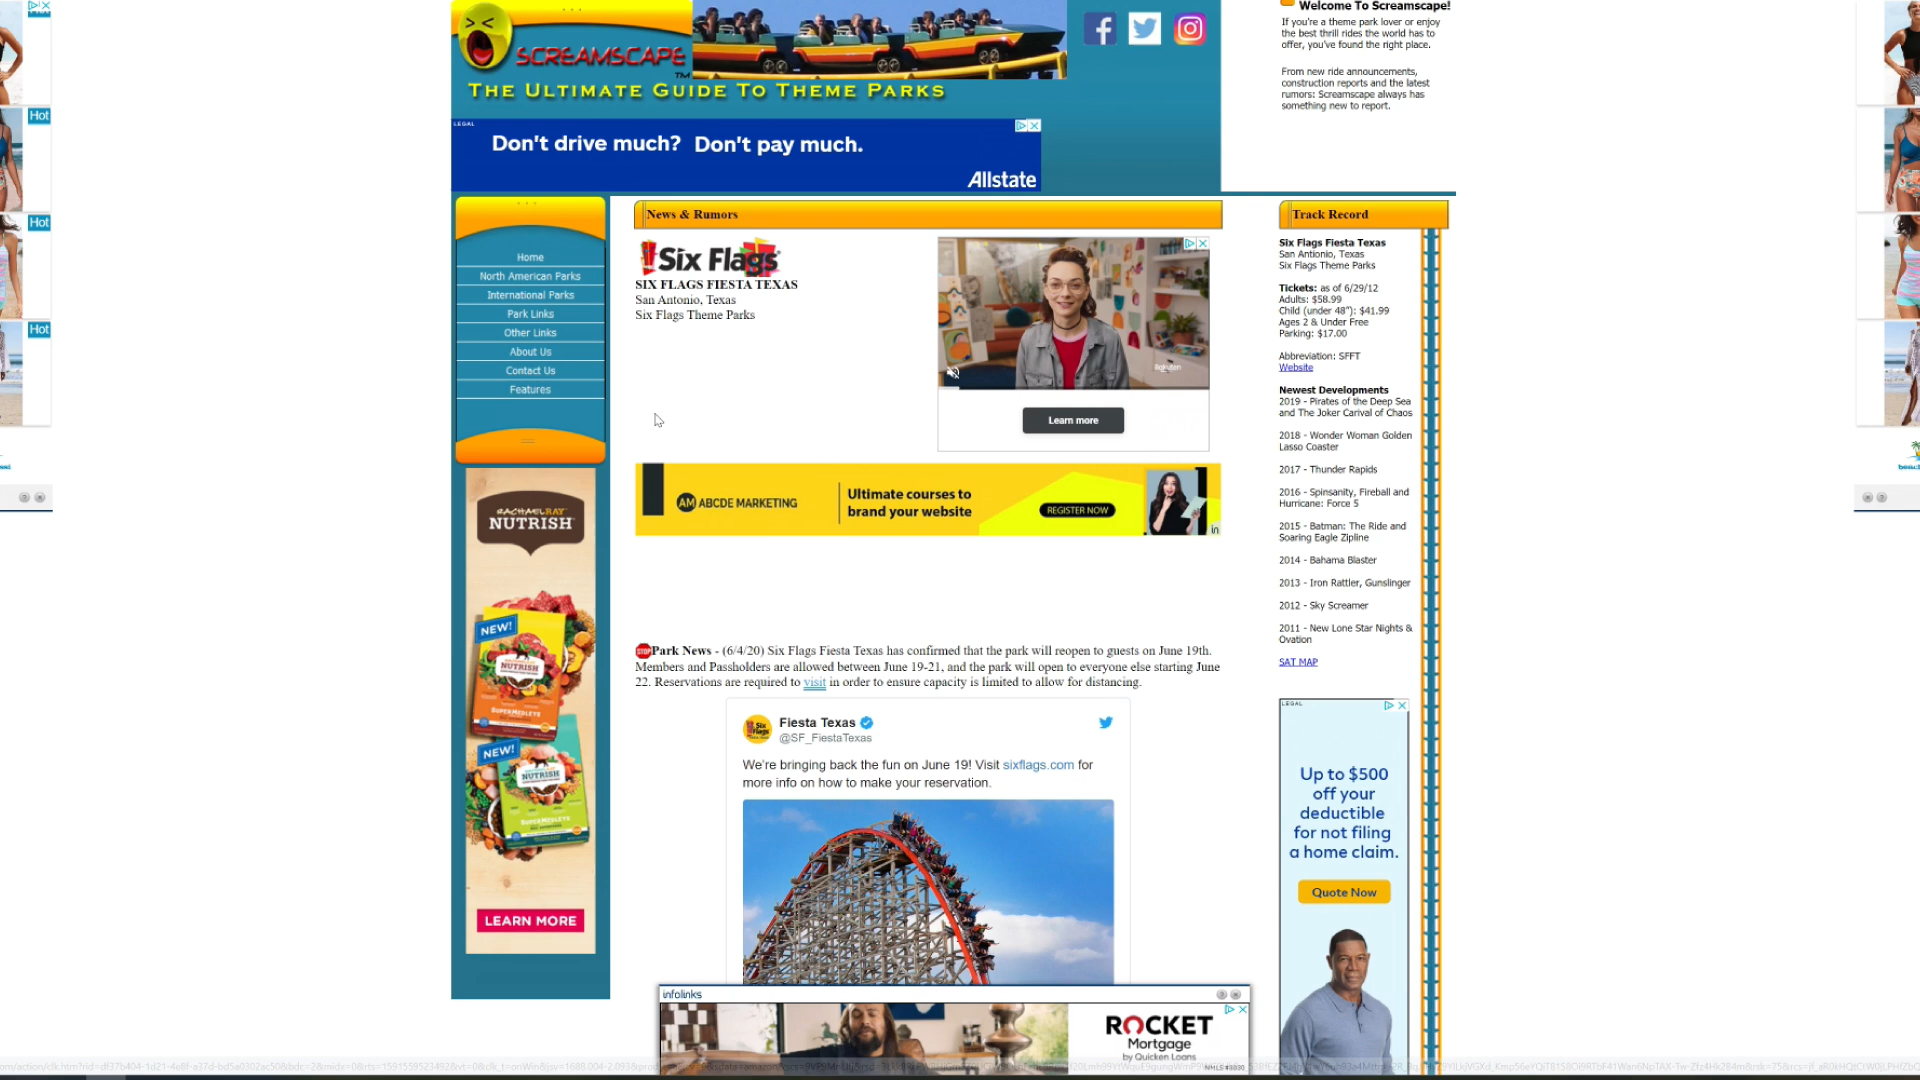 SCREAMSCAPE
TM
THE ULTIMATE GUIDE TO THEME PARKS
Welcome To Screamscape!
If you're a theme park lover or enjoy
the best thrill rides the world has to
offer, you've found the right place.
From new ride announcements,
construction reports and the latest
rumors: Screamscape always has
something new to report.
Hot
Hot
Hot
LEGAL
Don't drive much? Don't pay much.
Allstate
Home
North American Parks
International Parks
Park Links
Other Links
About Us
Contact Us
Features
RACHAEL RAY
NUTRISH
NEW!
NUTRISH
SUPERMEDLEYS
NEW!
NUTRISH
SUPERMEDLEYS
LEARN MORE
News & Rumors
Six Flags
SIX FLAGS FIESTA TEXAS
San Antonio, Texas
Six Flags Theme Parks
Rakuten
Learn more
AM ABCDE MARKETING
Ultimate courses to
brand your website
REGISTER NOW
in
STOP Park News - (6/4/20) Six Flags Fiesta Texas has confirmed that the park will reopen to guests on June 19th.
Members and Passholders are allowed between June 19-21, and the park will open to everyone else starting June
22. Reservations are required to visit in order to ensure capacity is limited to allow for distancing.
Six Flags
Fiesta Texas
@SF_FiestaTexas
We're bringing back the fun on June 19! Visit sixflags.com for
more info on how to make your reservation.
infolinks
ROCKET
Mortgage
by Quicken Loans
NMLS #3030
Track Record
Six Flags Fiesta Texas
San Antonio, Texas
Six Flags Theme Parks
Tickets: as of 6/29/12
Adults: $58.99
Child (under 48"): $41.99
Ages 2 & Under Free
Parking: $17.00
Abbreviation: SFFT
Website
Newest Developments
2019 - Pirates of the Deep Sea
and The Joker Carival of Chaos
2018 - Wonder Woman Golden
Lasso Coaster
2017 - Thunder Rapids
2016 - Spinsanity, Fireball and
Hurricane: Force 5
2015 - Batman: The Ride and
Soaring Eagle Zipline
2014 - Bahama Blaster
2013 - Iron Rattler, Gunslinger
2012 - Sky Screamer
2011 - New Lone Star Nights &
Ovation
SAT MAP
LEGAL
Up to $500
off your
deductible
for not filing
a home claim.
Quote Now